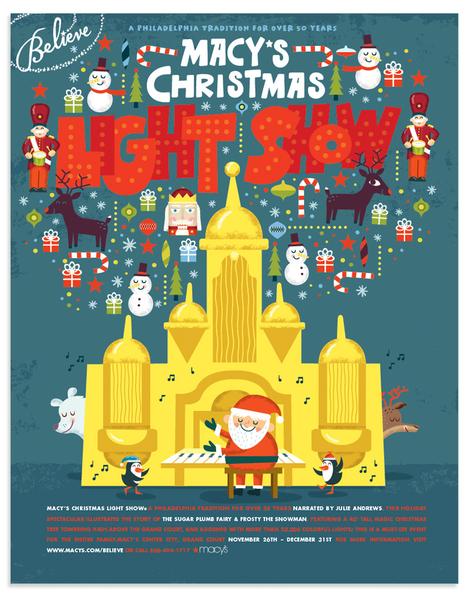 Believe
A PHILADELPHIA TRADITION FOR OVER 50 YEARS
MACY★S
CHRISTMAS
LIGHT SHOW
MACY'S CHRISTMAS LIGHT SHOW. A PHILADELPHIA TRADITION FOR OVER 50 YEARS NARRATED BY JULIE ANDREWS. THIS HOLIDAY
SPECTACULAR ILLUSTRATES THE STORY OF THE SUGAR PLUMB FAIRY & FROSTY THE SNOWMAN, FEATURING A 40' TALL MAGIC CHRISTMAS
TREE TOWERING HIGH ABOVE THE GRAND COURT, AND ADORNED WITH MORE THAN COLORFUL LIGHTS! THIS IS A MUST-SEE EVENT
FOR THE ENTIRE FAMILY. MACY'S CENTER CITY, GRAND COURT NOVEMBER 26TH - DECEMBER 31ST FOR MORE INFORMATION VISIT
WWW.MACYS.COM/BELIEVE OR CALL ★macy's